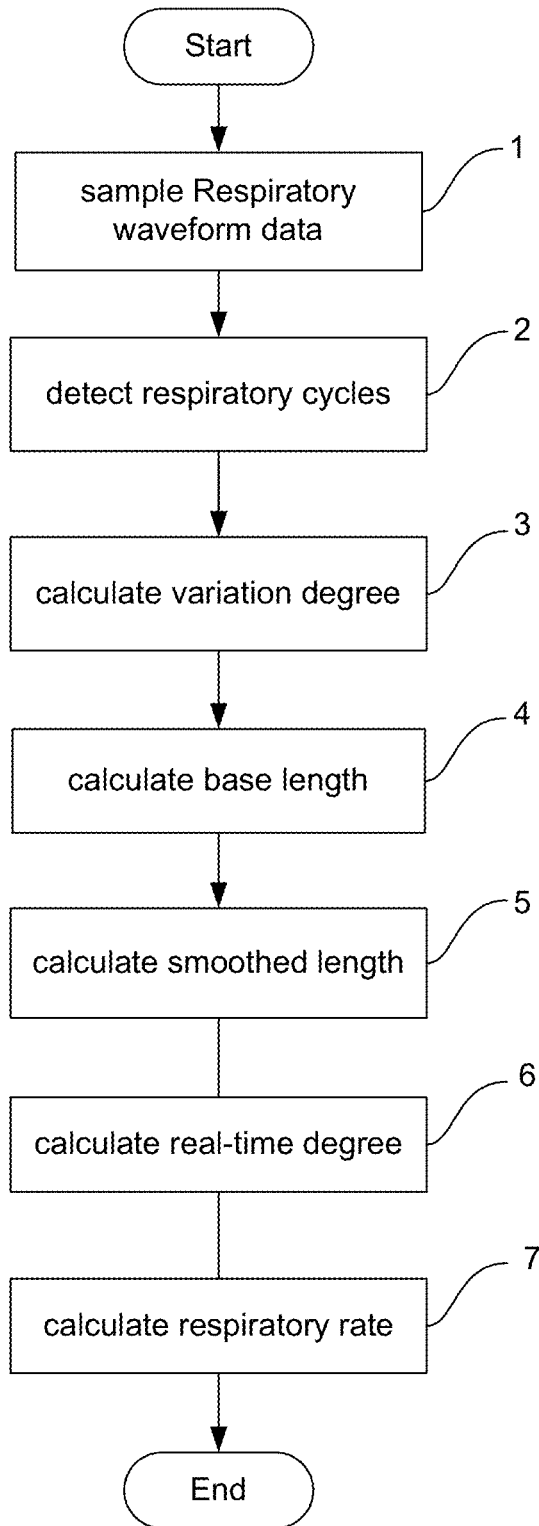 Start
1
sample Respiratory
waveform data
2
detect respiratory cycles
3
calculate variation degree
4
calculate base length
5
calculate smoothed length
6
calculate real-time degree
7
calculate respiratory rate
End